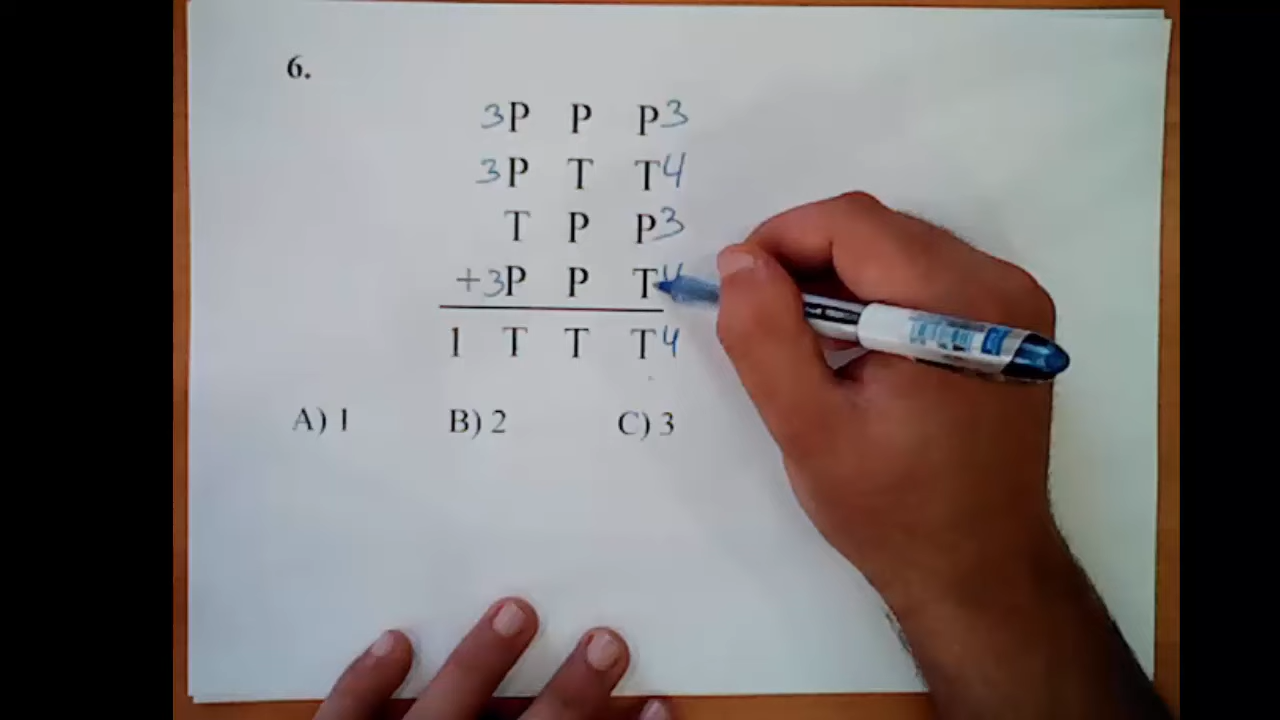 6.
3P P P3
3P T T4
T P P3
+3P P T4
1 T T T4
A) 1 B) 2 C) 3